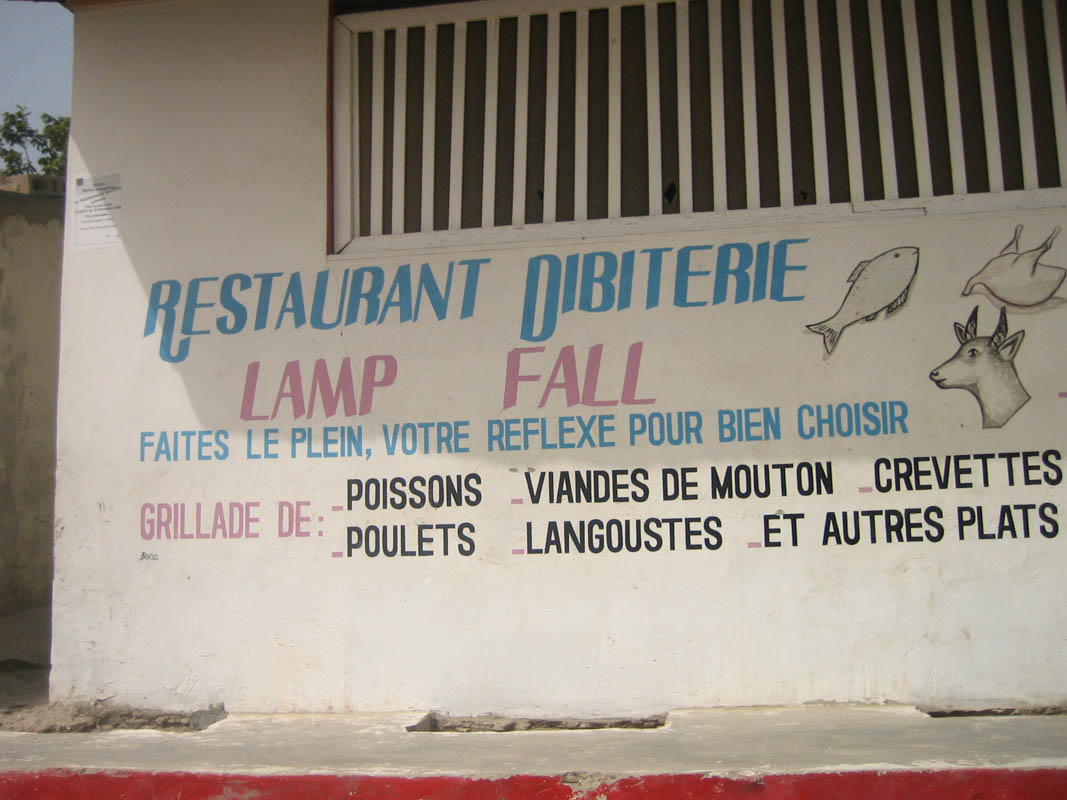 RESTAURANT DIBITERIE
LAMP FALL
FAITES LE PLEIN, VOTRE REFLEXE POUR BIEN CHOISIR
GRILLADE DE: -POISSONS -VIANDES DE MOUTON -CREVETTES
-POULETS -LANGOUSTES -ET AUTRES PLATS